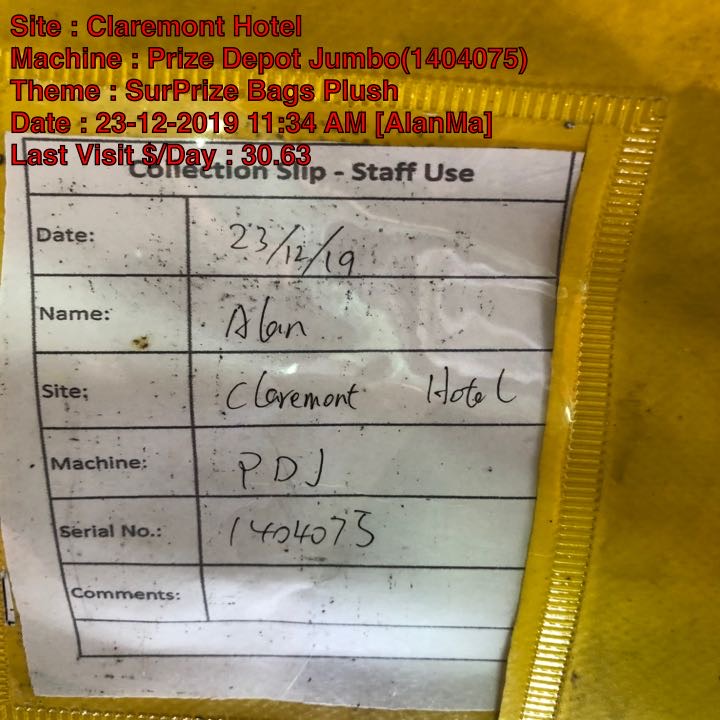 Site : Claremont Hotel
Machine : Prize Depot Jumbo(1404075)
Theme : SurPrize Bags Plush
Date : 23-12-2019 11:34 AM [AlanMa]
Last Visit $/Day : 30.63
Collection Slip - Staff Use
Date: 23/12/19
Name: Alan
Site: Claremont Hotel
Machine: PDJ
Serial No.: 1404075
Comments: